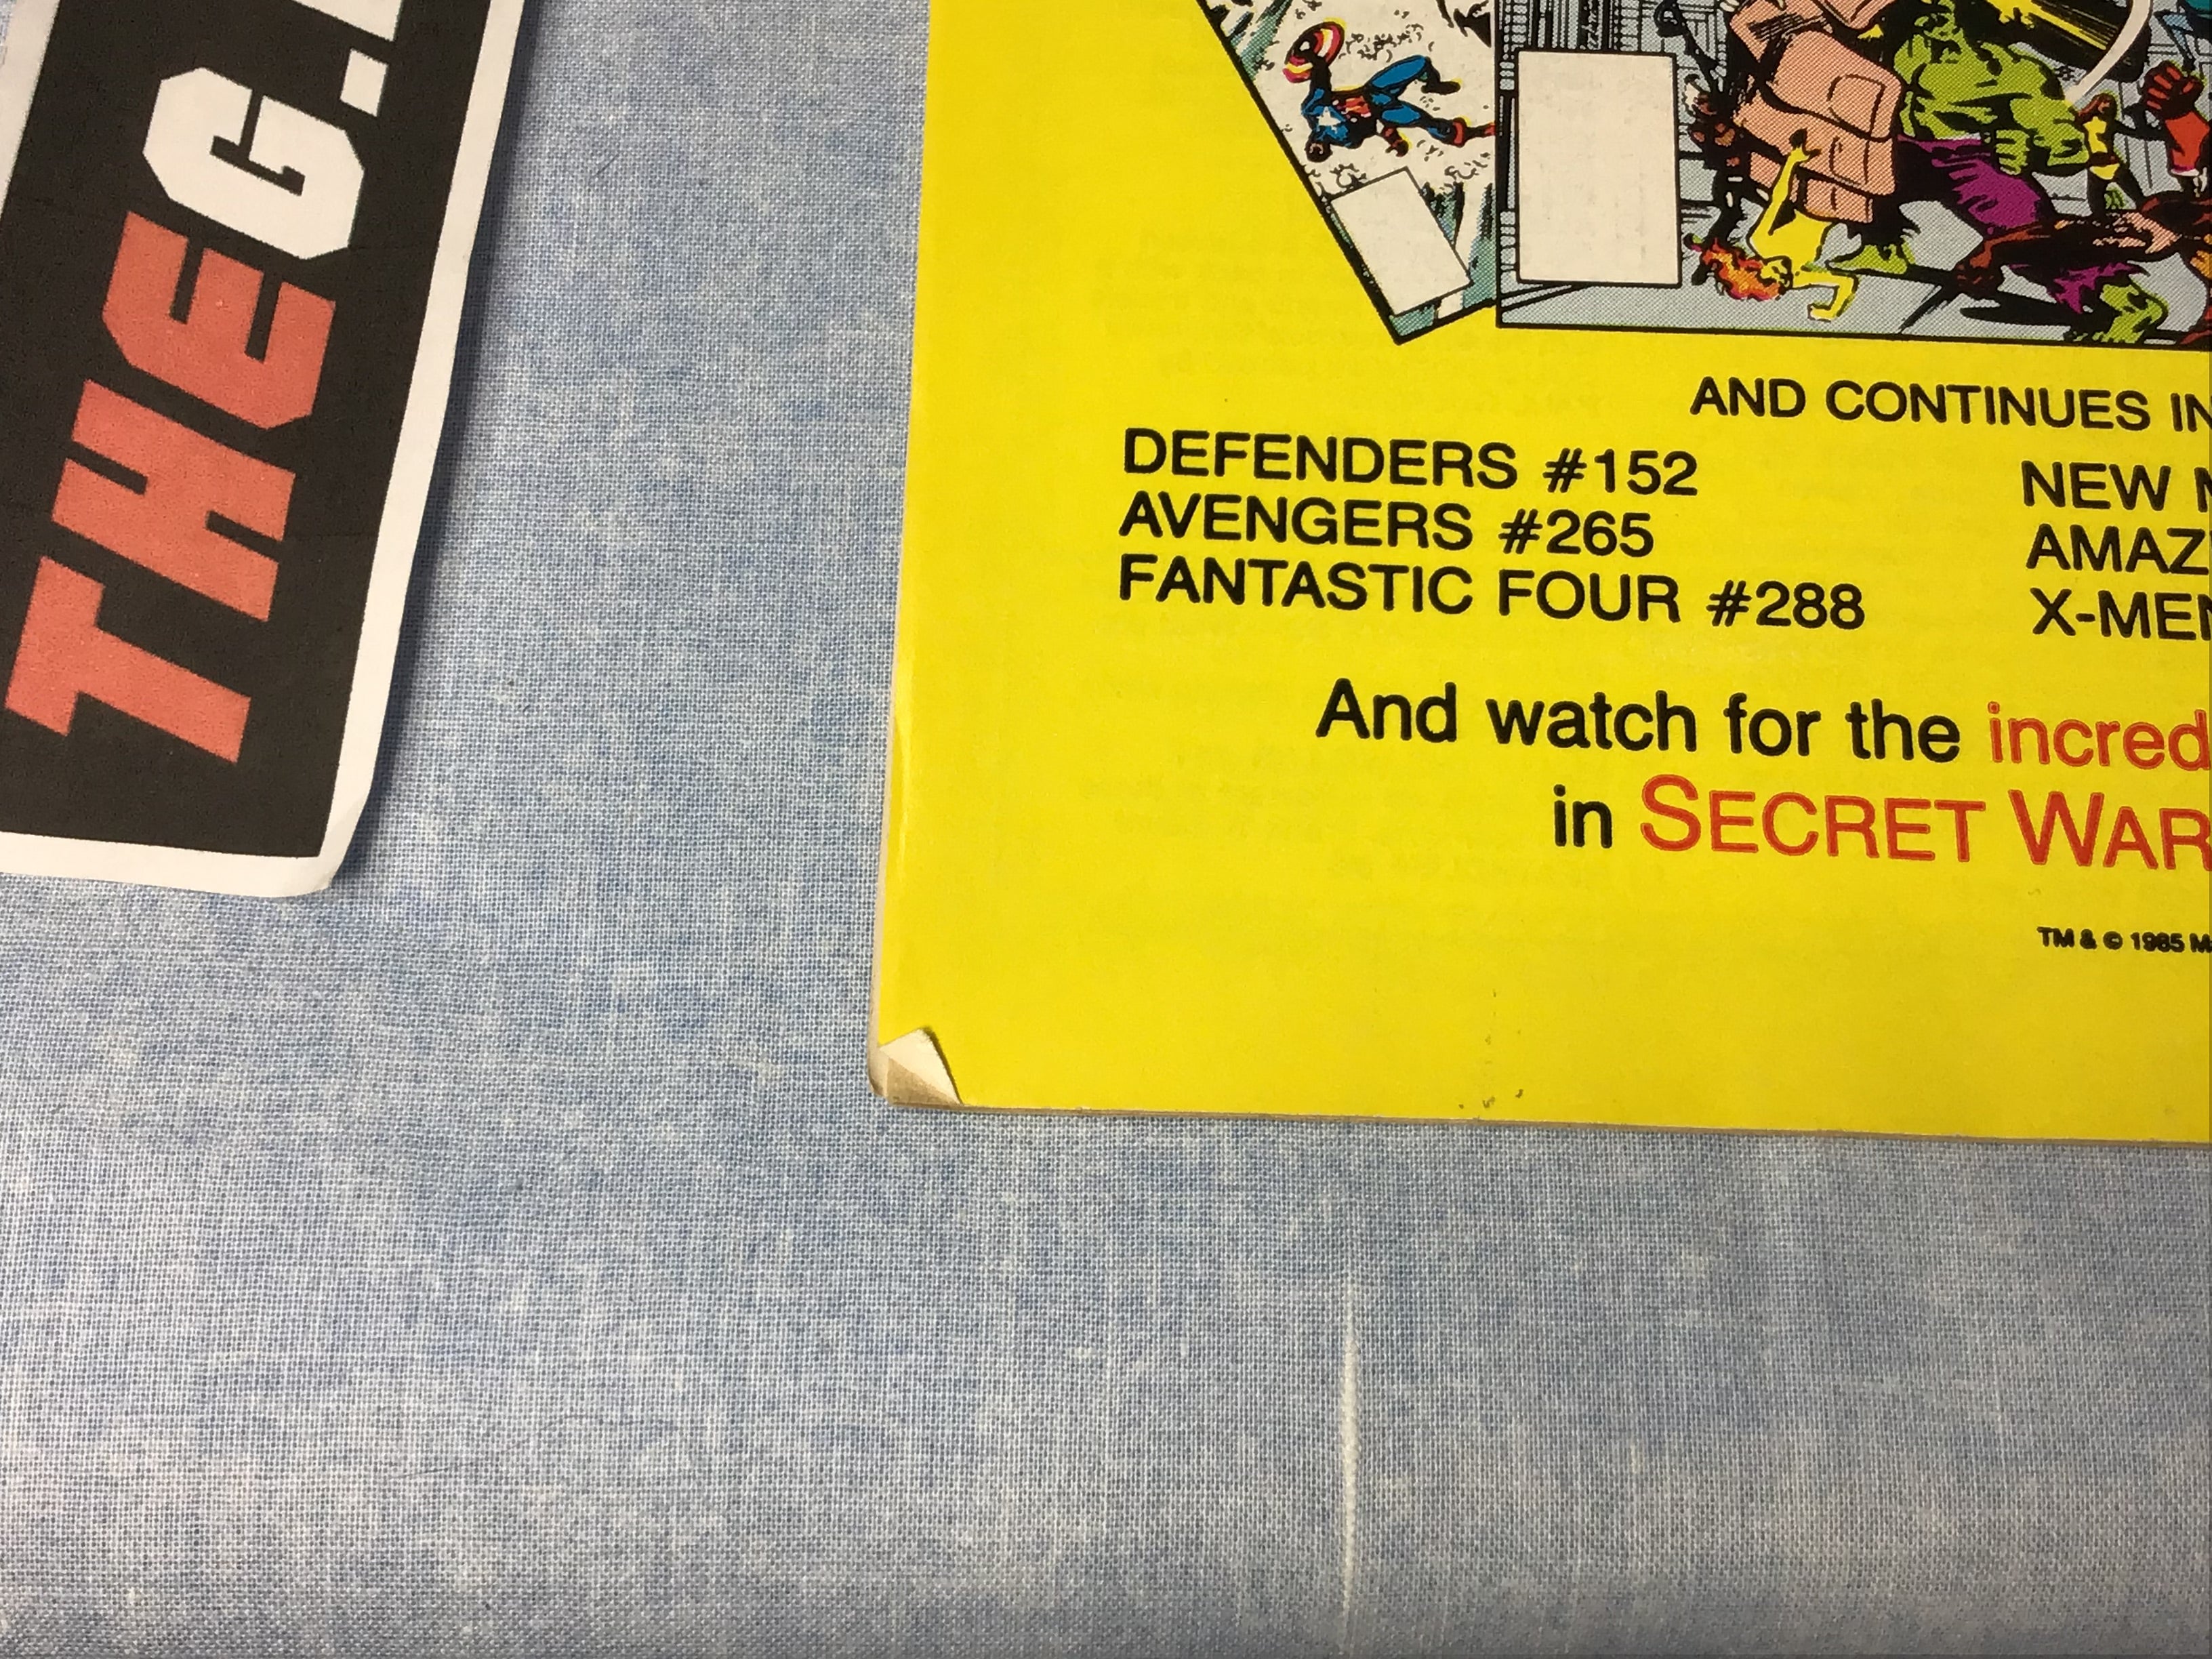 THE G.
AND CONTINUES IN
DEFENDERS #152
AVENGERS #265
FANTASTIC FOUR #288
NEW
AMAZ
X-MEN
And watch for the incred
in SECRET WAR
TM & © 1985 M